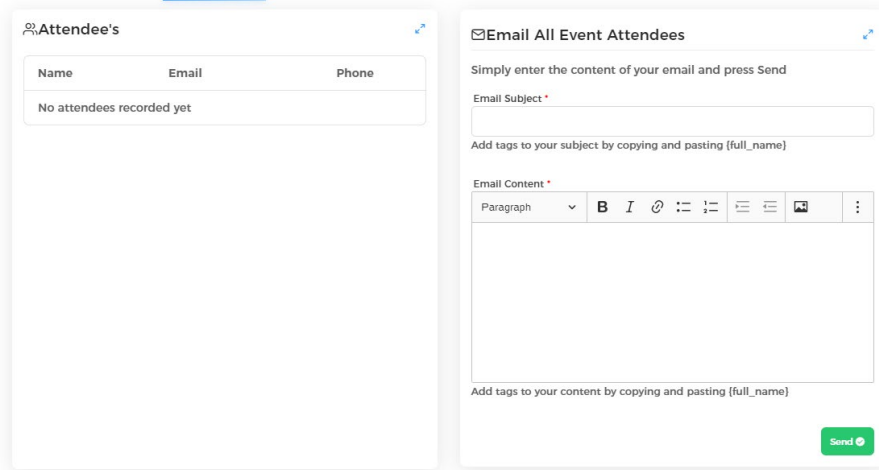 Attendee's
Name Email Phone
No attendees recorded yet
Email All Event Attendees
Simply enter the content of your email and press Send
Email Subject *
Add tags to your subject by copying and pasting {full_name}
Email Content *
Paragraph B I
Add tags to your content by copying and pasting {full_name}
Send